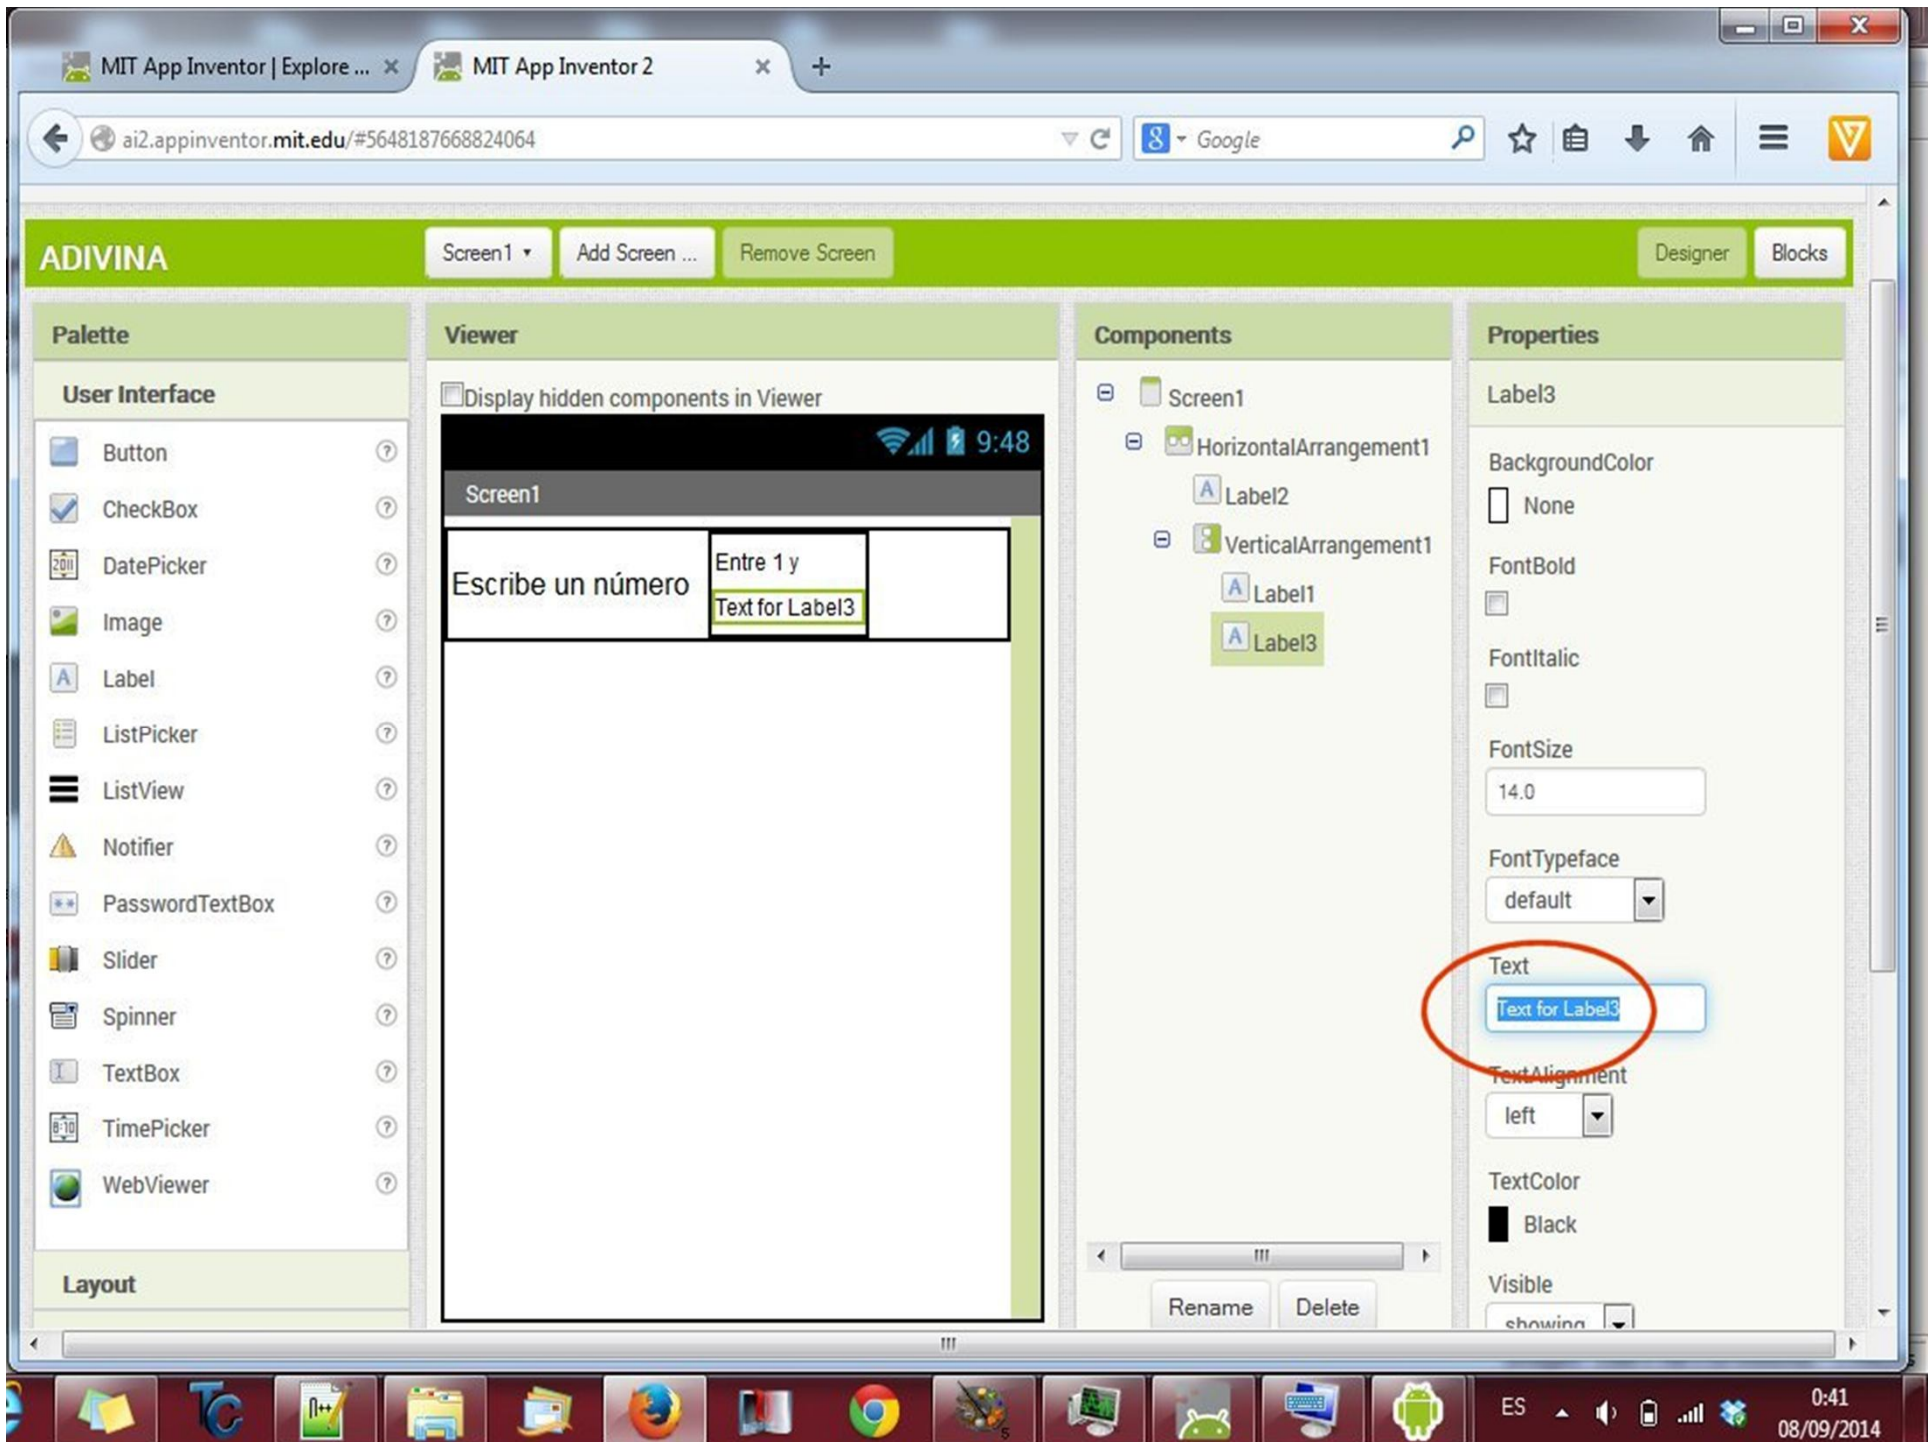 MIT App Inventor | Explore ...
MIT App Inventor 2
ai2.appinventor.mit.edu/#5648187668824064
Google
ADIVINA
Screen1
Add Screen ...
Remove Screen
Designer
Blocks
Palette
User Interface
Button
CheckBox
DatePicker
Image
Label
ListPicker
ListView
Notifier
PasswordTextBox
Slider
Spinner
TextBox
TimePicker
WebViewer
Layout
Viewer
Display hidden components in Viewer
9:48
Screen1
Escribe un número
Entre 1 y
Text for Label3
Components
Screen1
HorizontalArrangement1
Label2
VerticalArrangement1
Label1
Label3
Rename
Delete
Properties
Label3
BackgroundColor
None
FontBold
FontItalic
FontSize
14.0
FontTypeface
default
Text
Text for Label3
TextAlignment
left
TextColor
Black
Visible
showing
ES
0:41
08/09/2014